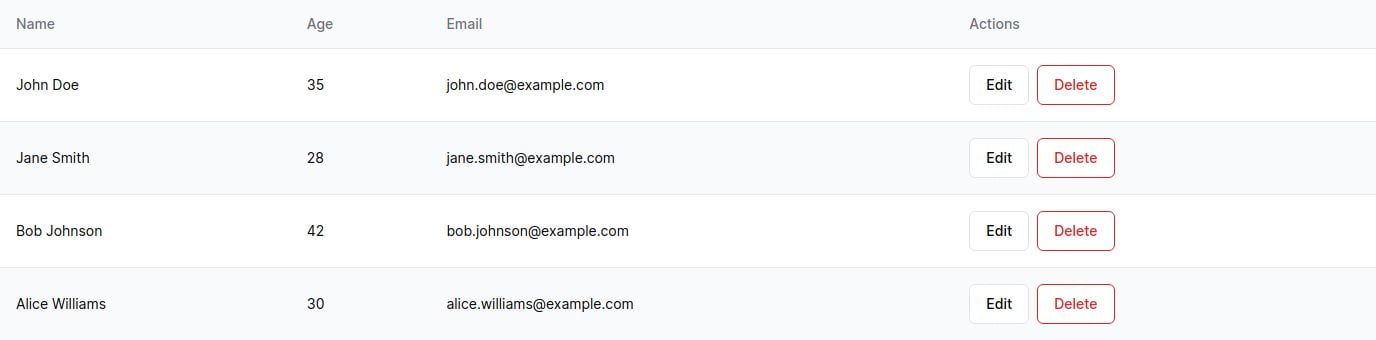 Name Age Email Actions
John Doe 35 john.doe@example.com Edit Delete
Jane Smith 28 jane.smith@example.com Edit Delete
Bob Johnson 42 bob.johnson@example.com Edit Delete
Alice Williams 30 alice.williams@example.com Edit Delete